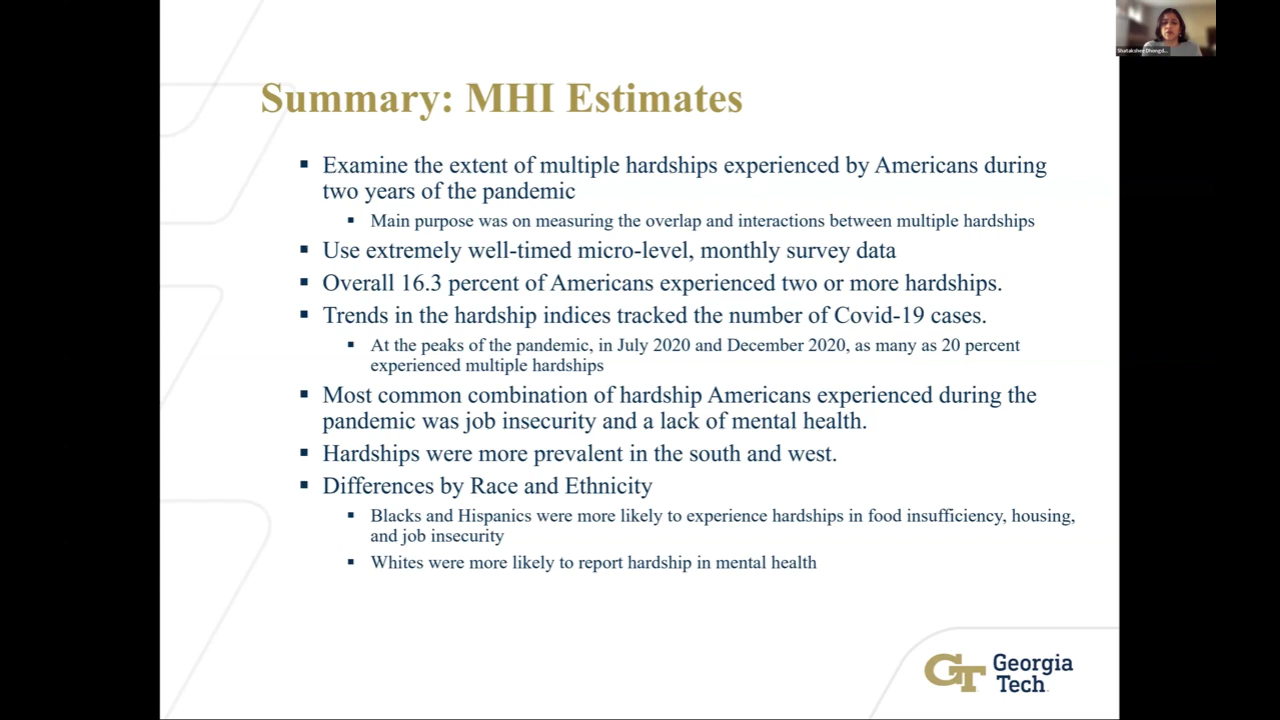 Shatakshee Dhongd...
Summary: MHI Estimates
▪ Examine the extent of multiple hardships experienced by Americans during
two years of the pandemic
▪ Main purpose was on measuring the overlap and interactions between multiple hardships
▪ Use extremely well-timed micro-level, monthly survey data
▪ Overall 16.3 percent of Americans experienced two or more hardships.
▪ Trends in the hardship indices tracked the number of Covid-19 cases.
▪ At the peaks of the pandemic, in July 2020 and December 2020, as many as 20 percent
experienced multiple hardships
▪ Most common combination of hardship Americans experienced during the
pandemic was job insecurity and a lack of mental health.
▪ Hardships were more prevalent in the south and west.
▪ Differences by Race and Ethnicity
▪ Blacks and Hispanics were more likely to experience hardships in food insufficiency, housing,
and job insecurity
▪ Whites were more likely to report hardship in mental health
GT Georgia
Tech